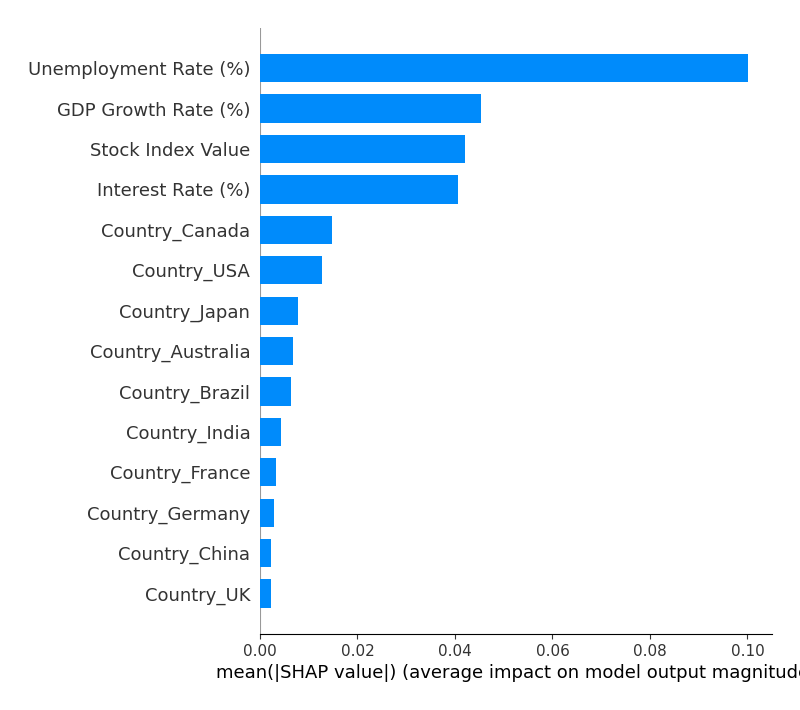 Unemployment Rate (%)
GDP Growth Rate (%)
Stock Index Value
Interest Rate (%)
Country_Canada
Country_USA
Country_Japan
Country_Australia
Country_Brazil
Country_India
Country_France
Country_Germany
Country_China
Country_UK
0.00 0.02 0.04 0.06 0.08 0.10
mean(|SHAP value|) (average impact on model output magnitude